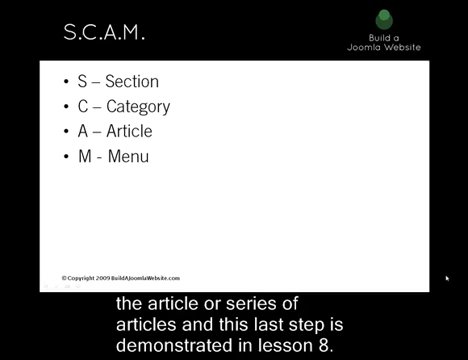 S.C.A.M.
Build a
Joomla Website
• S – Section
• C – Category
• A – Article
• M - Menu
© Copyright 2009 BuildAJoomlaWebsite.com
the article or series of
articles and this last step is
demonstrated in lesson 8.